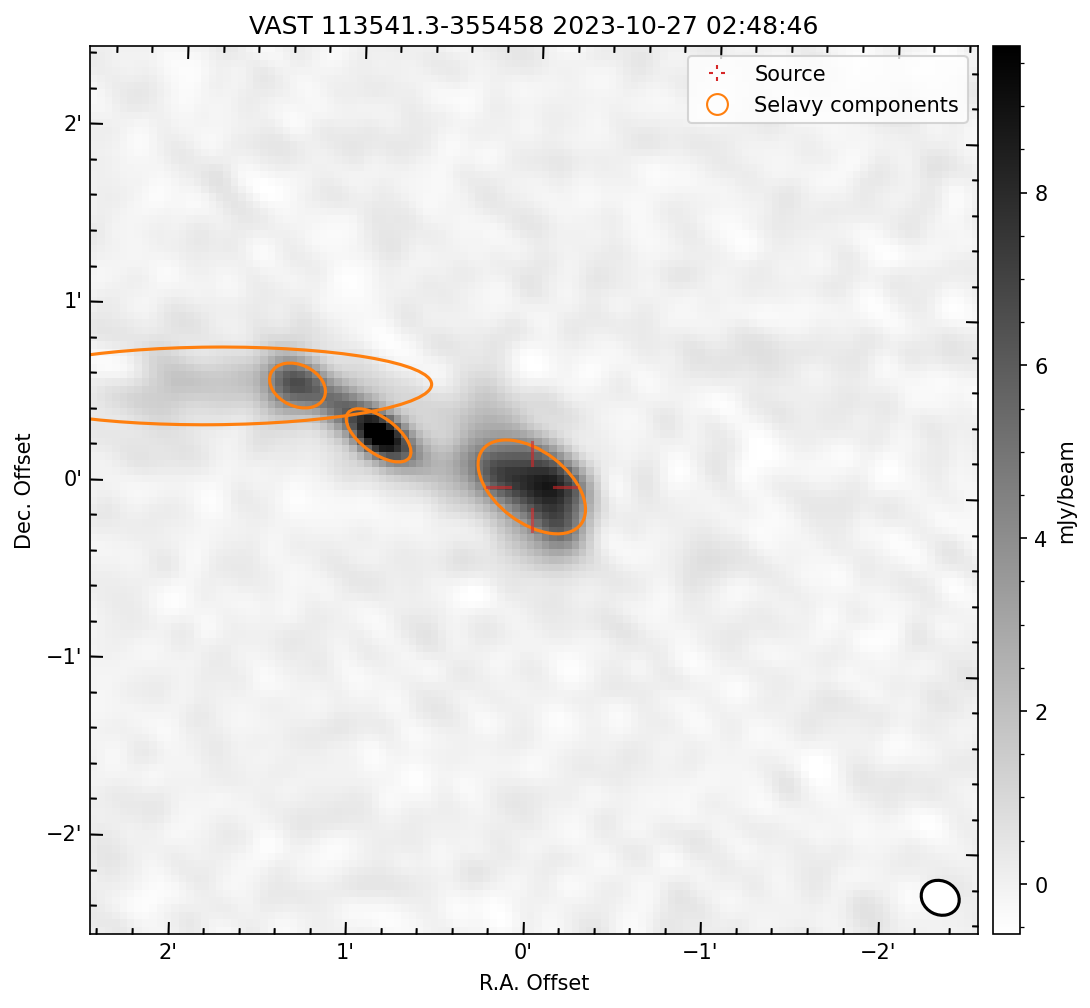 VAST 113541.3-355458 2023-10-27 02:48:46
Source
Selavy components
2'
1'
0'
−1'
−2'
Dec. Offset
2'
1'
0'
−1'
−2'
R.A. Offset
8
6
4
2
0
mJy/beam